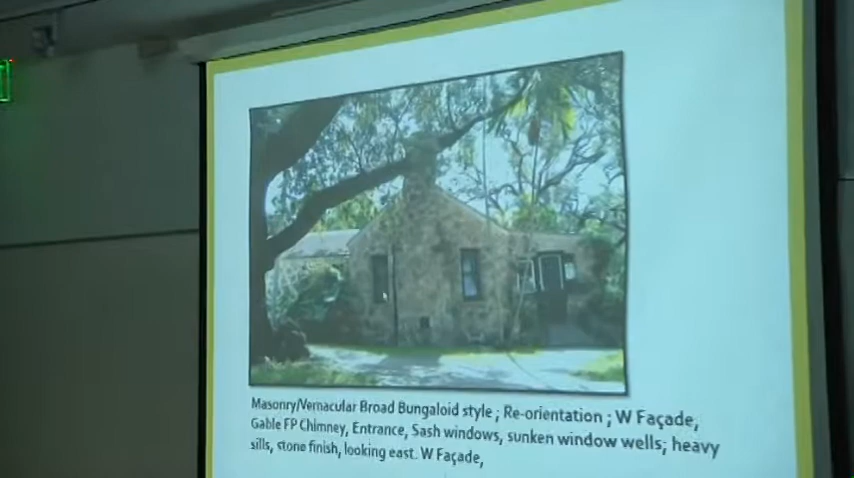 Masonry/Vernacular Broad Bungaloid style ; Re-orientation ; W Façade,
Gable FP Chimney, Entrance, Sash windows, sunken window wells; heavy
sills, stone finish, looking east. W Façade,